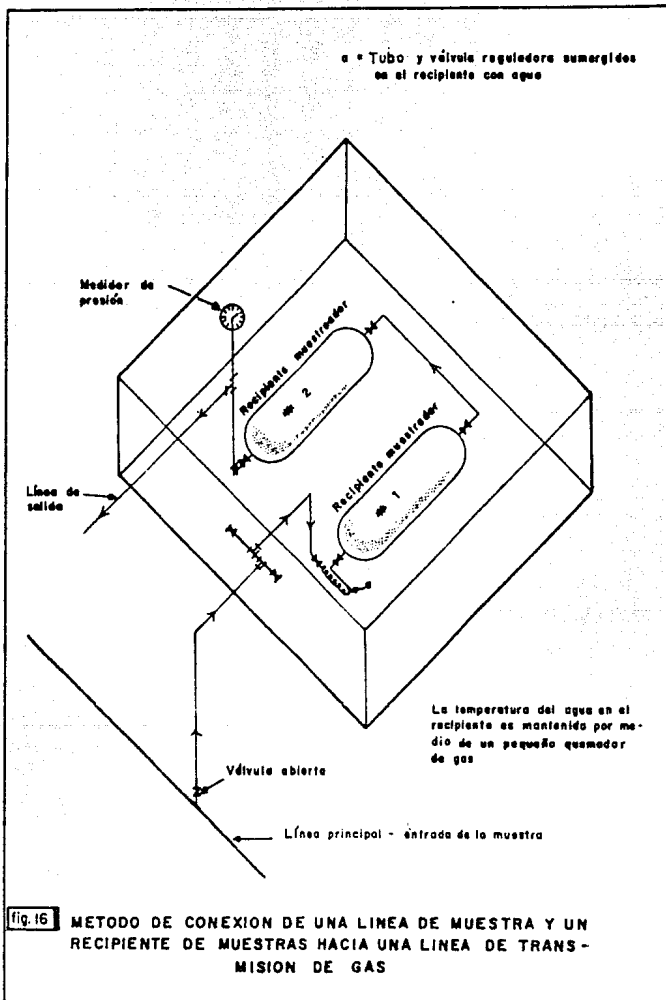 a = Tubo y válvula reguladora sumergidos
en el recipiente con agua
Medidor de
presión
Recipiente muestreador
# 2
Recipiente muestreador
# 1
Línea de
salida
a
La temperatura del agua en el
recipiente es mantenida por me-
dio de un pequeño quemador
de gas
Válvula abierta
Línea principal - entrada de la muestra
fig. 16 METODO DE CONEXION DE UNA LINEA DE MUESTRA Y UN
RECIPIENTE DE MUESTRAS HACIA UNA LINEA DE TRANS-
MISION DE GAS